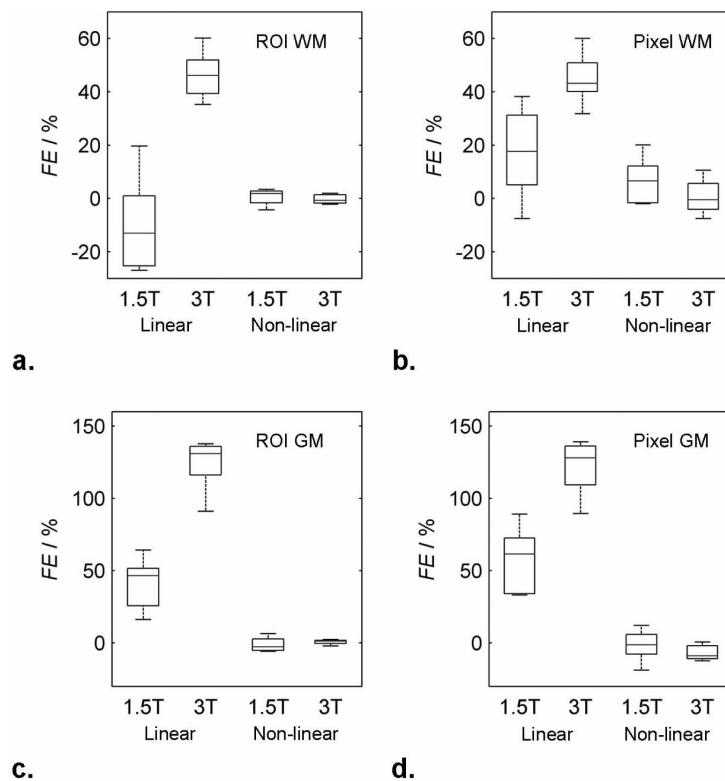 60
40
20
0
-20
FE / %
ROI WM
1.5T 3T 1.5T 3T
Linear Non-linear
a.
60
40
20
0
-20
FE / %
Pixel WM
1.5T 3T 1.5T 3T
Linear Non-linear
b.
150
100
50
0
FE / %
ROI GM
1.5T 3T 1.5T 3T
Linear Non-linear
c.
150
100
50
0
FE / %
Pixel GM
1.5T 3T 1.5T 3T
Linear Non-linear
d.